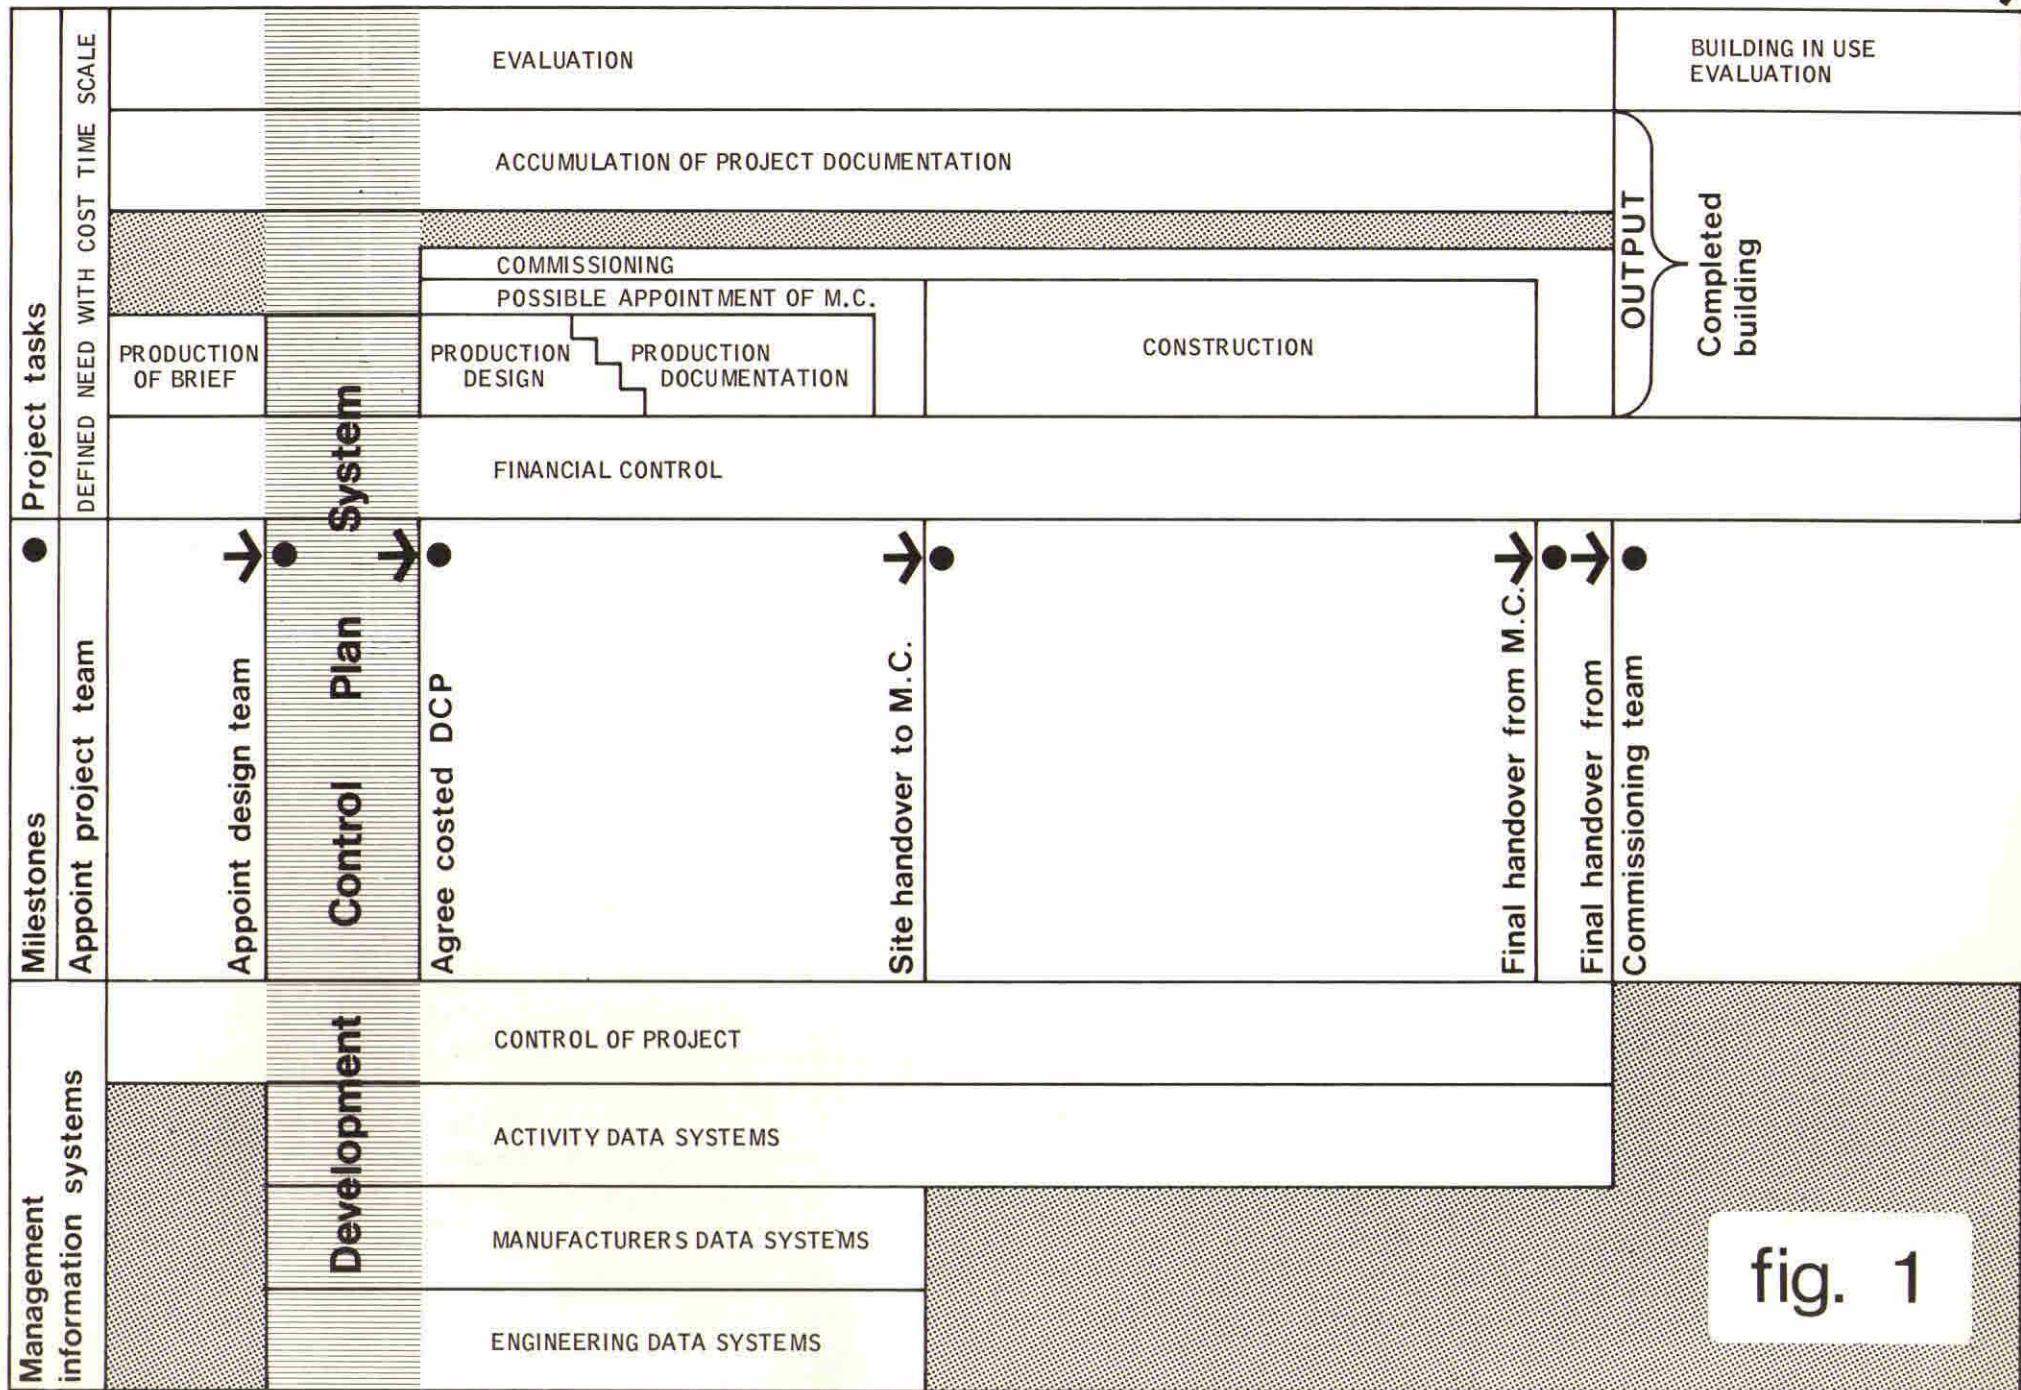 Project tasks
DEFINED NEED WITH COST TIME SCALE
EVALUATION
BUILDING IN USE
EVALUATION
ACCUMULATION OF PROJECT DOCUMENTATION
COMMISSIONING
POSSIBLE APPOINTMENT OF M.C.
PRODUCTION
OF BRIEF
PRODUCTION
DESIGN
PRODUCTION
DOCUMENTATION
CONSTRUCTION
OUTPUT
Completed
building
FINANCIAL CONTROL
Milestones
Appoint project team
Appoint design team
Development Control Plan System
Agree costed DCP
Site handover to M.C.
Final handover from M.C.
Final handover from
Commissioning team
Management
information systems
CONTROL OF PROJECT
ACTIVITY DATA SYSTEMS
MANUFACTURERS DATA SYSTEMS
ENGINEERING DATA SYSTEMS
fig. 1